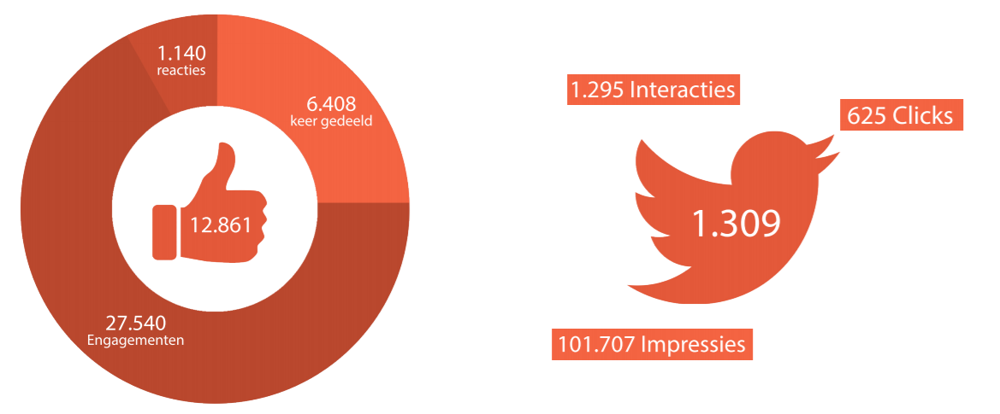 1.140
reacties
6.408
keer gedeeld
12.861
27.540
Engagementen
1.295 Interacties
625 Clicks
1.309
101.707 Impressies